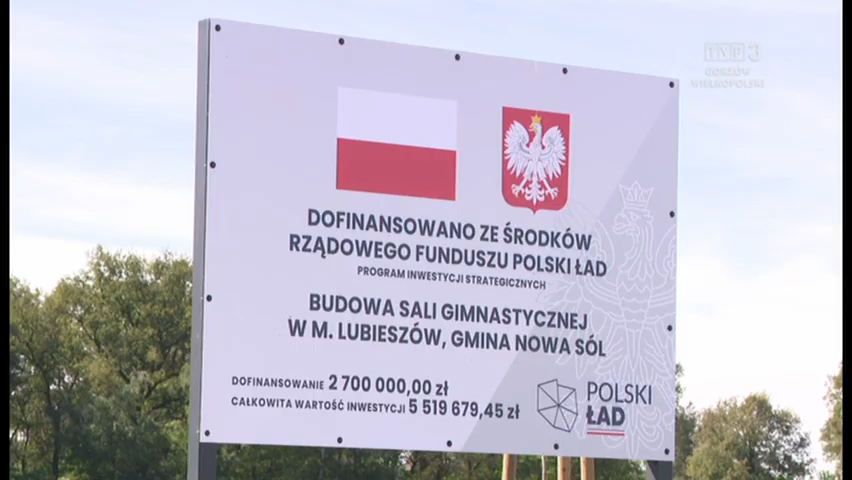 TVP3
GORZÓW
WIELKOPOLSKI
DOFINANSOWANO ZE ŚRODKÓW
RZĄDOWEGO FUNDUSZU POLSKI ŁAD
PROGRAM INWESTYCJI STRATEGICZNYCH
BUDOWA SALI GIMNASTYCZNEJ
W M. LUBIESZÓW, GMINA NOWA SÓL
DOFINANSOWANIE 2 700 000,00 zł
CAŁKOWITA WARTOŚĆ INWESTYCJI 5 519 679,45 zł
POLSKI
ŁAD